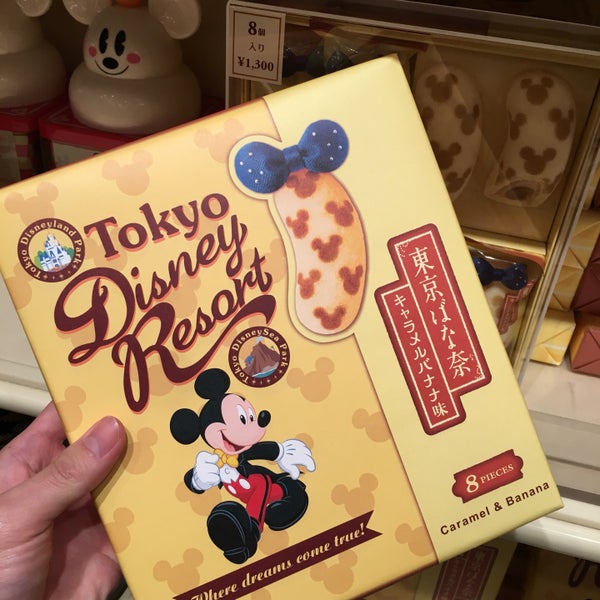 8個
入り
¥1,300
Tokyo
Disney
Resort
Tokyo Disneyland Park
Tokyo DisneySea Park
東京ばな奈
キャラメルバナナ味
8 PIECES
Caramel & Banana
Where dreams come true!